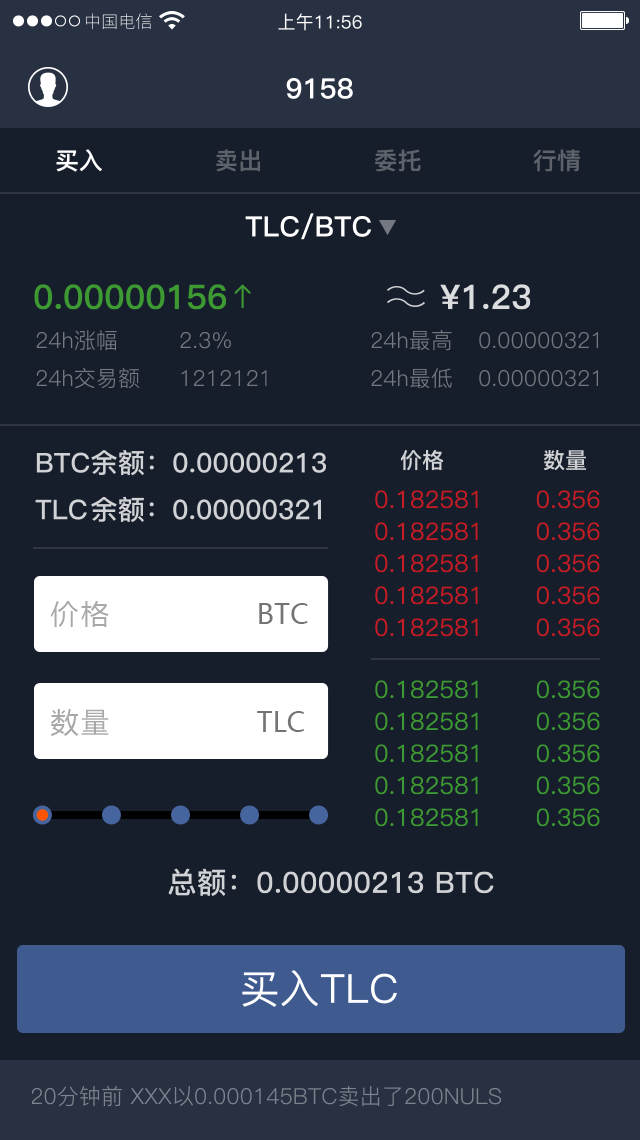 中国电信 上午11:56
9158
买入 卖出 委托 行情
TLC/BTC
0.00000156↑ ≈ ¥1.23
24h涨幅 2.3% 24h最高 0.00000321
24h交易额 1212121 24h最低 0.00000321
BTC余额：0.00000213
TLC余额：0.00000321
价格 BTC
数量 TLC
价格 数量
0.182581 0.356
0.182581 0.356
0.182581 0.356
0.182581 0.356
0.182581 0.356
0.182581 0.356
0.182581 0.356
0.182581 0.356
0.182581 0.356
0.182581 0.356
总额：0.00000213 BTC
买入TLC
20分钟前 XXX以0.000145BTC卖出了200NULS